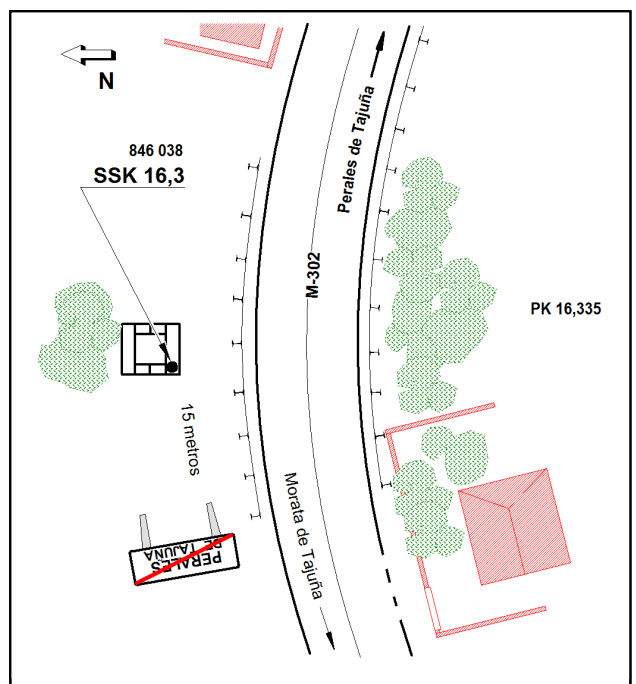 N
846 038
SSK 16,3
Perales de Tajuña
M-302
PK 16,335
15 metros
Morata de Tajuña
PERALES
DE TAJUÑA